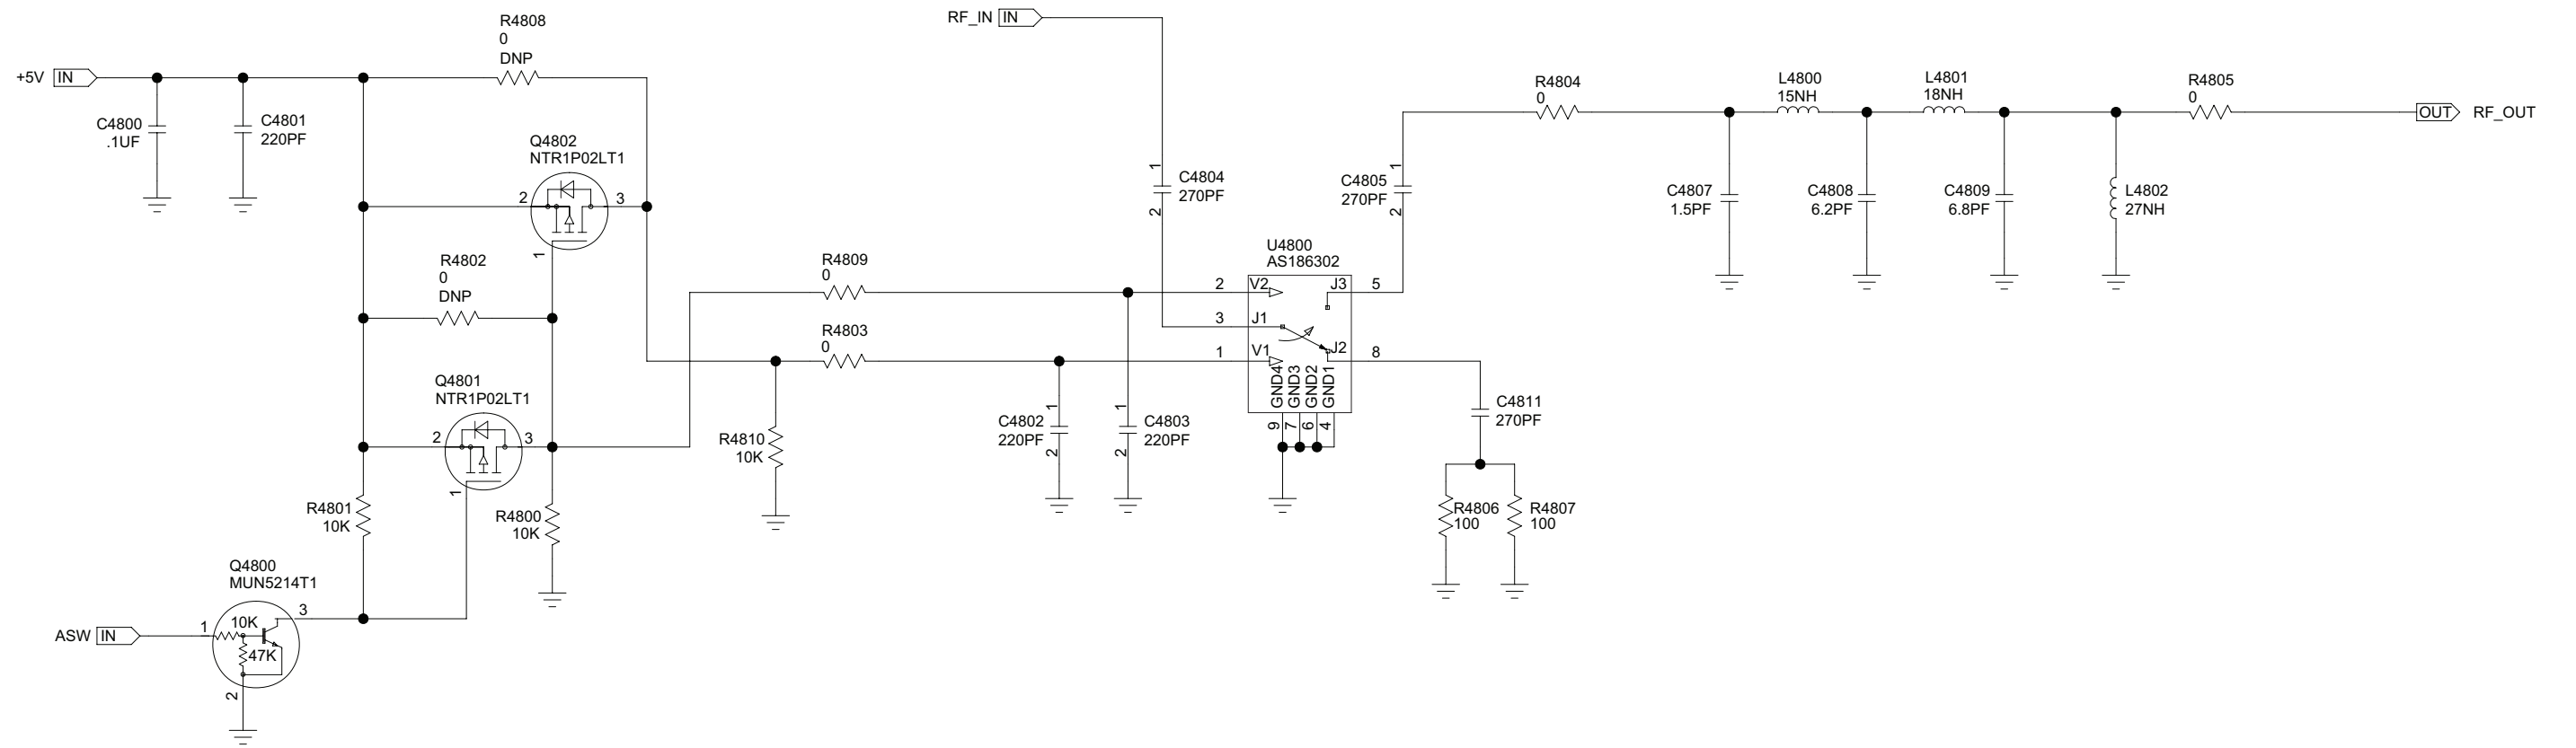 R4808
0
DNP
RF_IN IN
+5V IN
C4800
.1UF
C4801
220PF
Q4802
NTR1P02LT1
2
3
1
R4802
0
DNP
Q4801
NTR1P02LT1
2
3
1
R4801
10K
R4800
10K
Q4800
MUN5214T1
3
ASW IN
1
10K
47K
2
R4809
0
R4803
0
R4810
10K
1
C4802
220PF
2
1
C4803
220PF
2
1
C4804
270PF
2
1
C4805
270PF
2
U4800
AS186302
2
V2
J3
5
3
J1
1
V1
J2
8
GND4
GND3
GND2
GND1
9
7
6
4
C4811
270PF
R4806
100
R4807
100
R4804
0
L4800
15NH
L4801
18NH
R4805
0
OUT RF_OUT
C4807
1.5PF
C4808
6.2PF
C4809
6.8PF
L4802
27NH